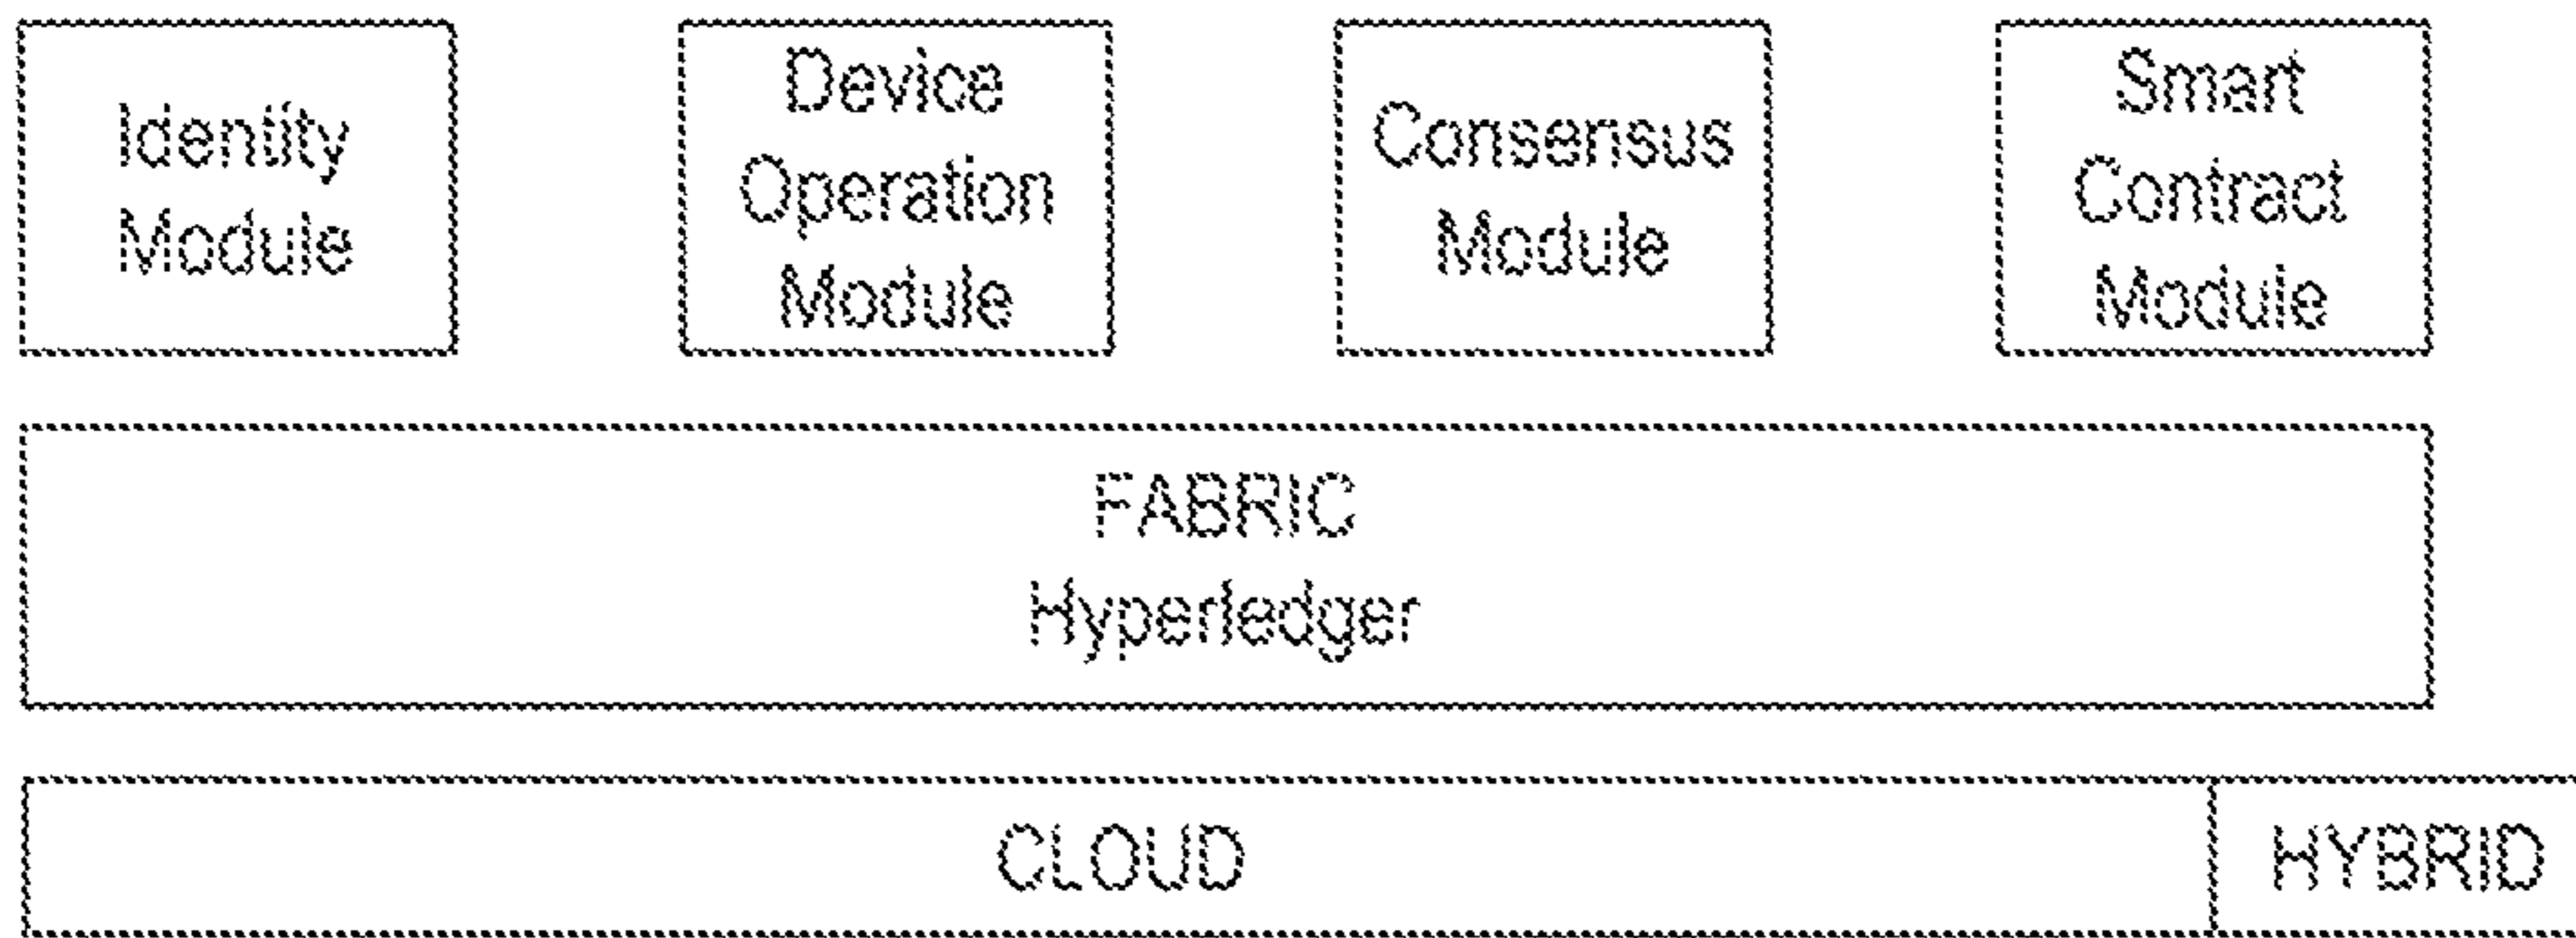 Identity
Module
Device
Operation
Module
Consensus
Module
Smart
Contract
Module
FABRIC
Hyperledger
CLOUD
HYBRID